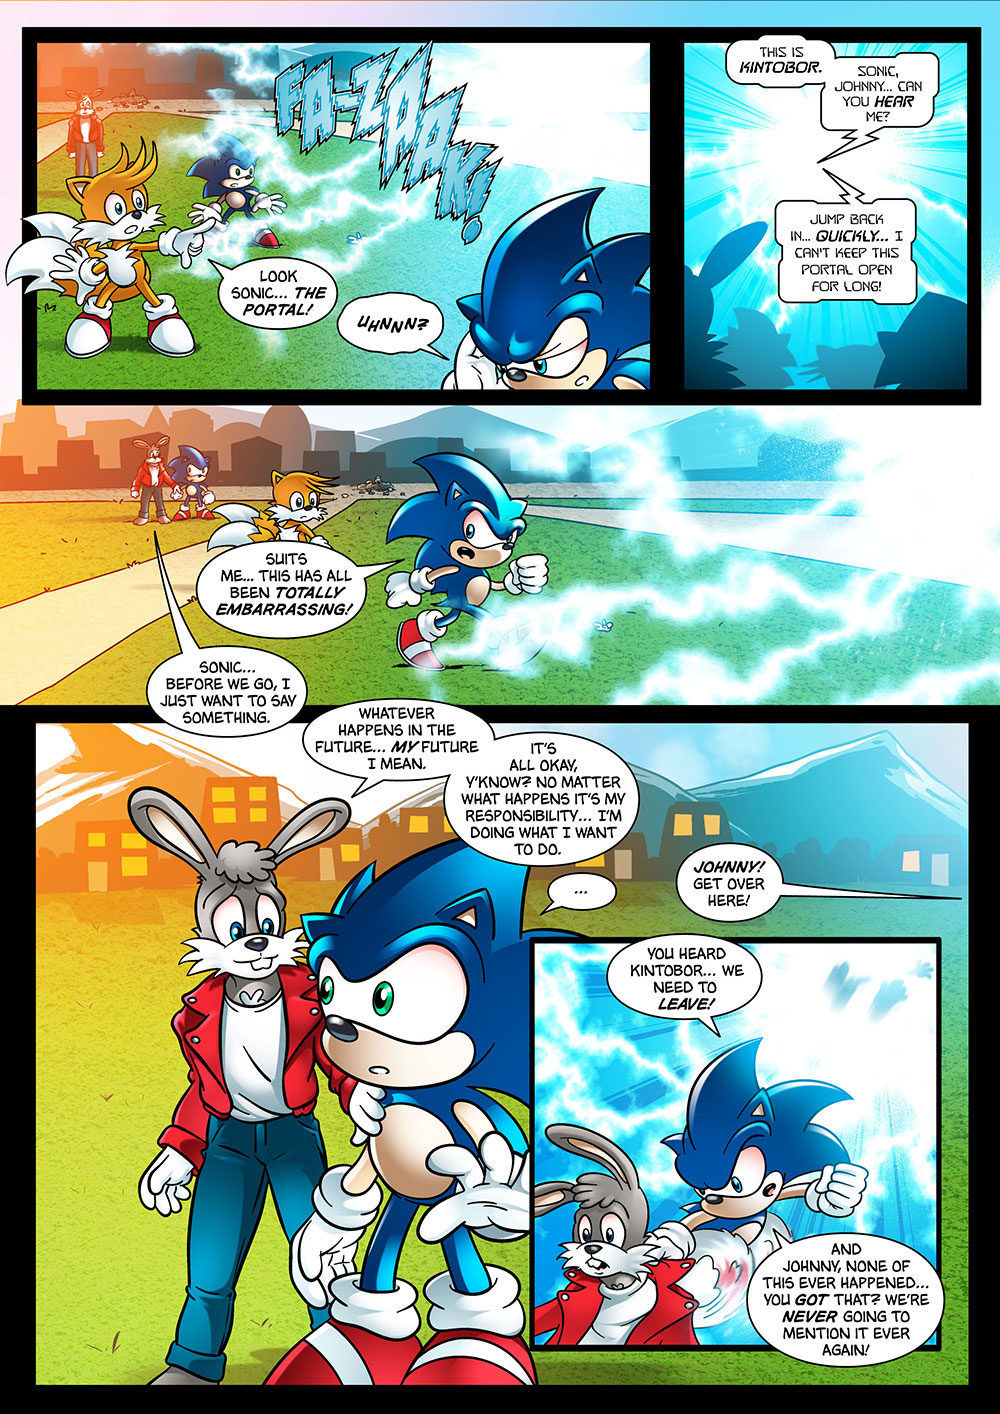 FA-ZAAAK!
LOOK
SONIC... THE
PORTAL!
UHNNN?
THIS IS
KINTOBOR.
SONIC,
JOHNNY... CAN
YOU HEAR
ME?
JUMP BACK
IN... QUICKLY... I
CAN'T KEEP THIS
PORTAL OPEN
FOR LONG!
SUITS
ME... THIS HAS ALL
BEEN TOTALLY
EMBARRASSING!
SONIC...
BEFORE WE GO, I
JUST WANT TO SAY
SOMETHING.
WHATEVER
HAPPENS IN THE
FUTURE... MY FUTURE
I MEAN.
IT'S
ALL OKAY,
Y'KNOW? NO MATTER
WHAT HAPPENS IT'S MY
RESPONSIBILITY... I'M
DOING WHAT I WANT
TO DO.
...
JOHNNY!
GET OVER
HERE!
YOU HEARD
KINTOBOR... WE
NEED TO
LEAVE!
AND
JOHNNY, NONE OF
THIS EVER HAPPENED...
YOU GOT THAT? WE'RE
NEVER GOING TO
MENTION IT EVER
AGAIN!